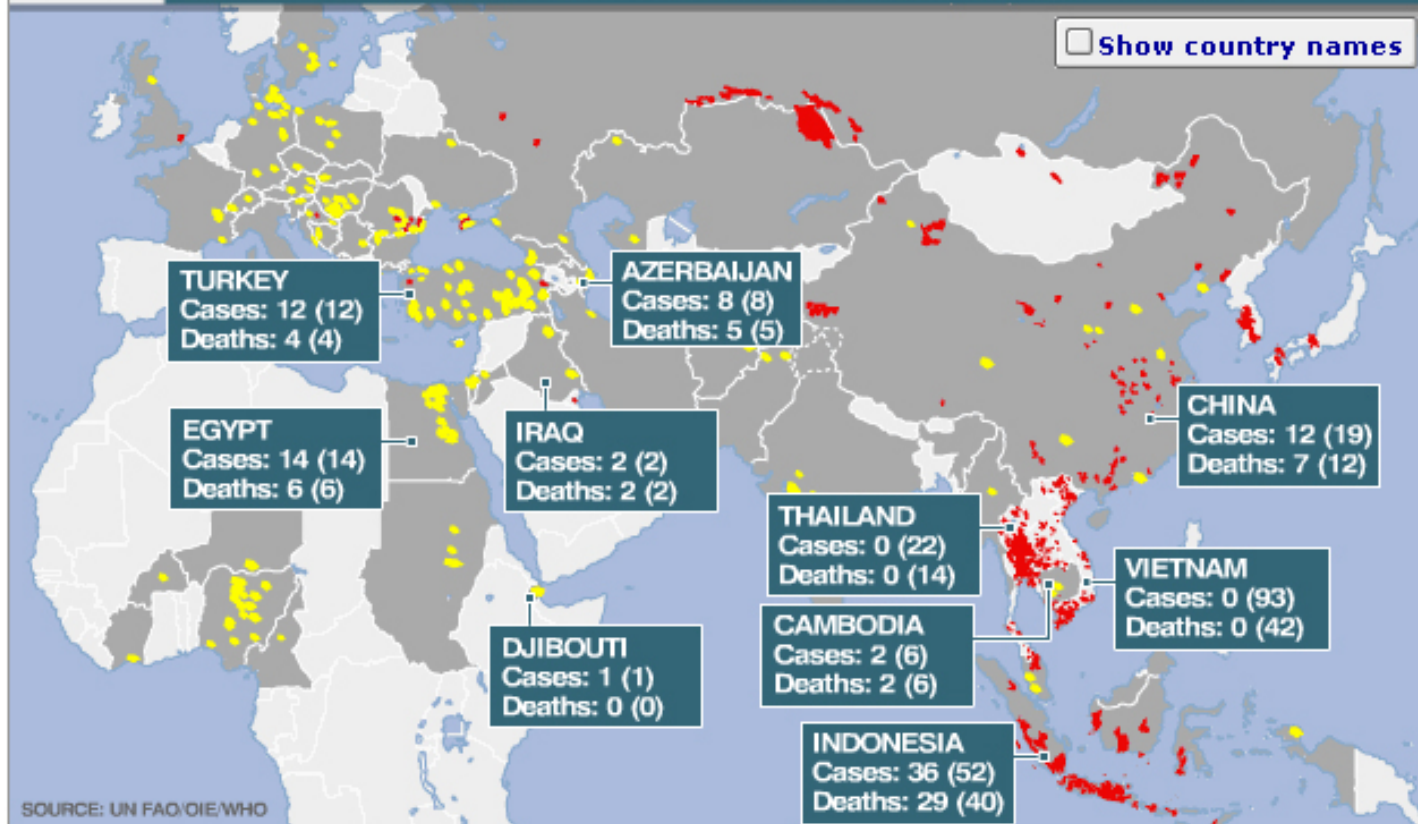 Show country names
TURKEY
Cases: 12 (12)
Deaths: 4 (4)
AZERBAIJAN
Cases: 8 (8)
Deaths: 5 (5)
EGYPT
Cases: 14 (14)
Deaths: 6 (6)
IRAQ
Cases: 2 (2)
Deaths: 2 (2)
CHINA
Cases: 12 (19)
Deaths: 7 (12)
THAILAND
Cases: 0 (22)
Deaths: 0 (14)
VIETNAM
Cases: 0 (93)
Deaths: 0 (42)
CAMBODIA
Cases: 2 (6)
Deaths: 2 (6)
DJIBOUTI
Cases: 1 (1)
Deaths: 0 (0)
INDONESIA
Cases: 36 (52)
Deaths: 29 (40)
SOURCE: UN FAO/OIE/WHO